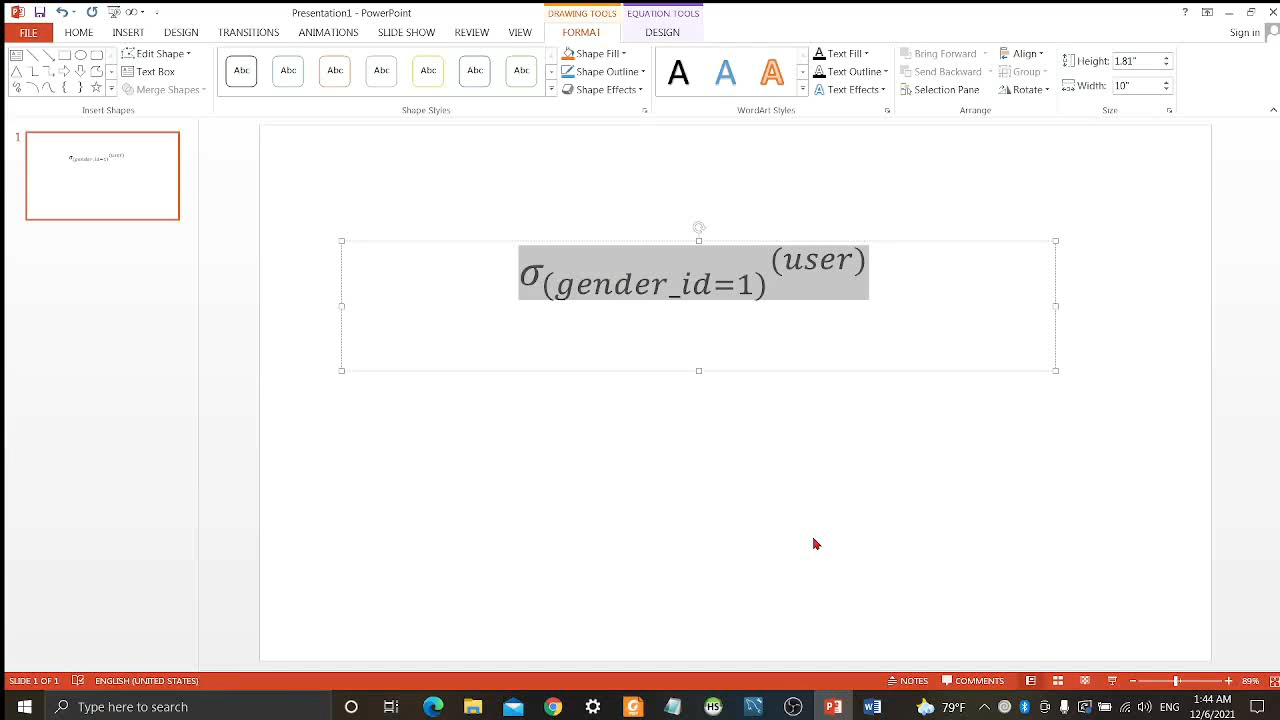 Presentation1 - PowerPoint
DRAWING TOOLS
EQUATION TOOLS
?
FILE
HOME
INSERT
DESIGN
TRANSITIONS
ANIMATIONS
SLIDE SHOW
REVIEW
VIEW
FORMAT
DESIGN
Sign in
Edit Shape
Text Box
Merge Shapes
Insert Shapes
Abc Abc Abc Abc Abc Abc Abc
Shape Fill
Shape Outline
Shape Effects
Shape Styles
A A A
Text Fill
Text Outline
Text Effects
WordArt Styles
Bring Forward
Send Backward
Selection Pane
Align
Group
Rotate
Arrange
Height: 1.81"
Width: 10"
Size
1
σ(gender_id=1)(user)
σ(gender_id=1)(user)
SLIDE 1 OF 1
ENGLISH (UNITED STATES)
NOTES
COMMENTS
89%
Type here to search
79°F
ENG
1:44 AM
12/6/2021